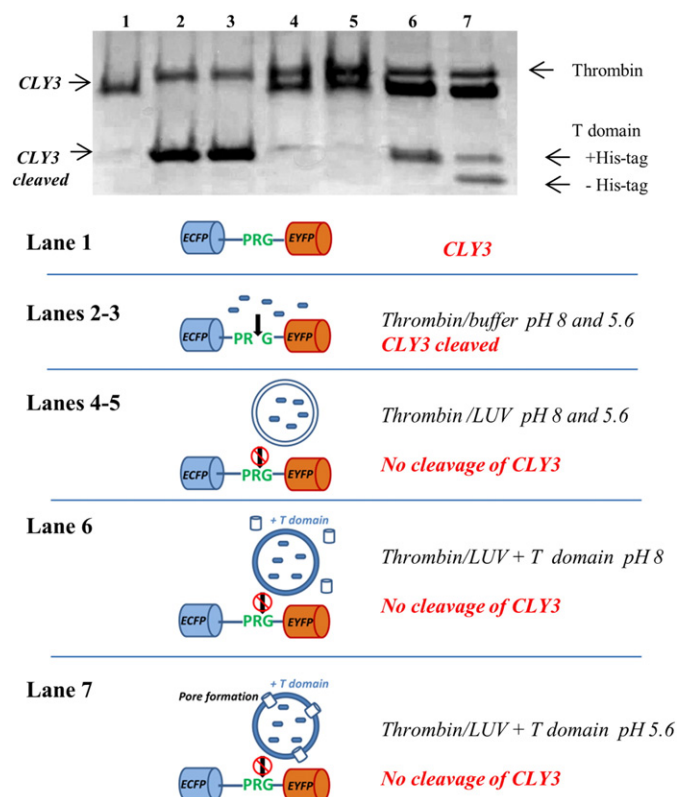 1 2 3 4 5 6 7
CLY3
Thrombin
T domain
CLY3
cleaved
+His-tag
- His-tag
Lane 1
ECFP
PRG
EYFP
CLY3
Lanes 2-3
ECFP
PR G
EYFP
Thrombin/buffer pH 8 and 5.6
CLY3 cleaved
Lanes 4-5
Thrombin /LUV pH 8 and 5.6
ECFP
PRG
EYFP
No cleavage of CLY3
Lane 6
+ T domain
Thrombin/LUV + T domain pH 8
ECFP
PRG
EYFP
No cleavage of CLY3
Lane 7
+ T domain
Pore formation
Thrombin/LUV + T domain pH 5.6
ECFP
PRG
EYFP
No cleavage of CLY3